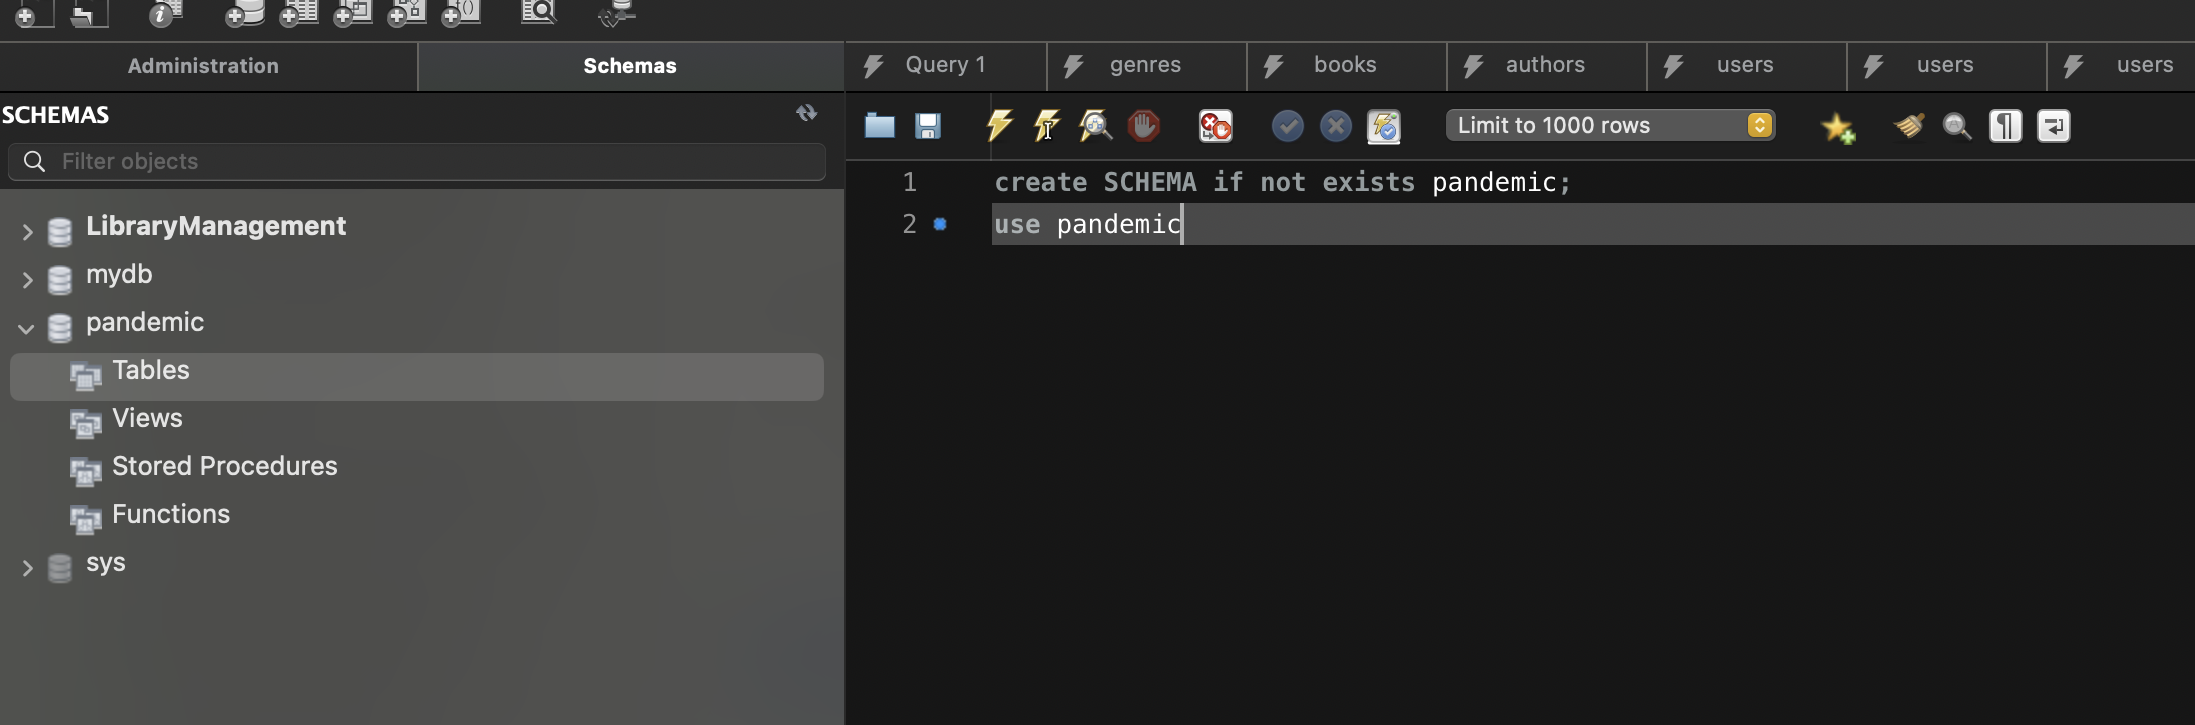 Administration
Schemas
Query 1
genres
books
authors
users
users
users
SCHEMAS
Filter objects
Limit to 1000 rows
LibraryManagement
mydb
pandemic
Tables
Views
Stored Procedures
Functions
sys
1 create SCHEMA if not exists pandemic;
2 use pandemic